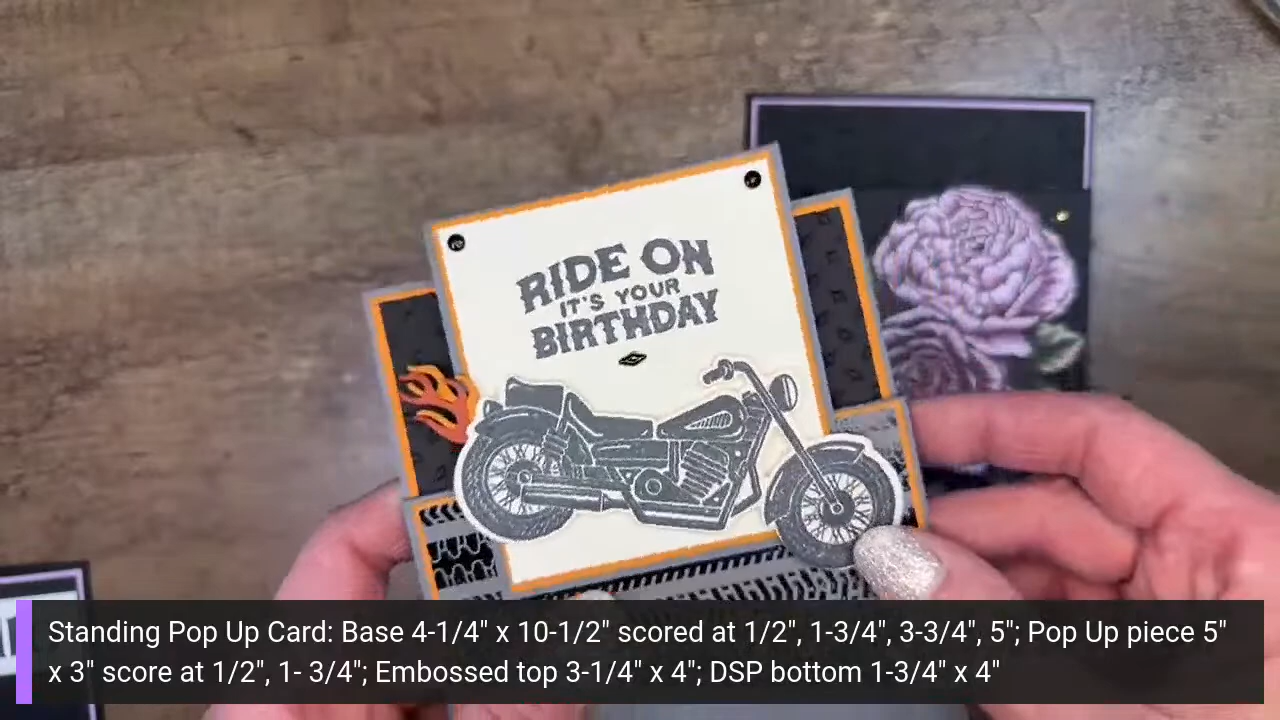 RIDE ON
IT'S YOUR
BIRTHDAY
Standing Pop Up Card: Base 4-1/4" x 10-1/2" scored at 1/2", 1-3/4", 3-3/4", 5"; Pop Up piece 5"
x 3" score at 1/2", 1- 3/4"; Embossed top 3-1/4" x 4"; DSP bottom 1-3/4" x 4"